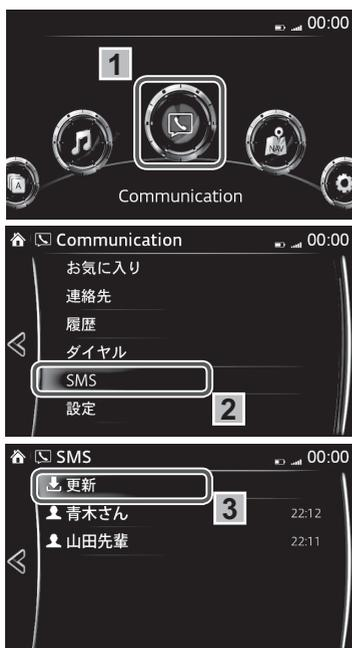 00:00
1
A
NAV
Communication
Communication 00:00
お気に入り
連絡先
履歴
ダイヤル
SMS
設定
2
SMS 00:00
更新
3
青木さん 22:12
山田先輩 22:11